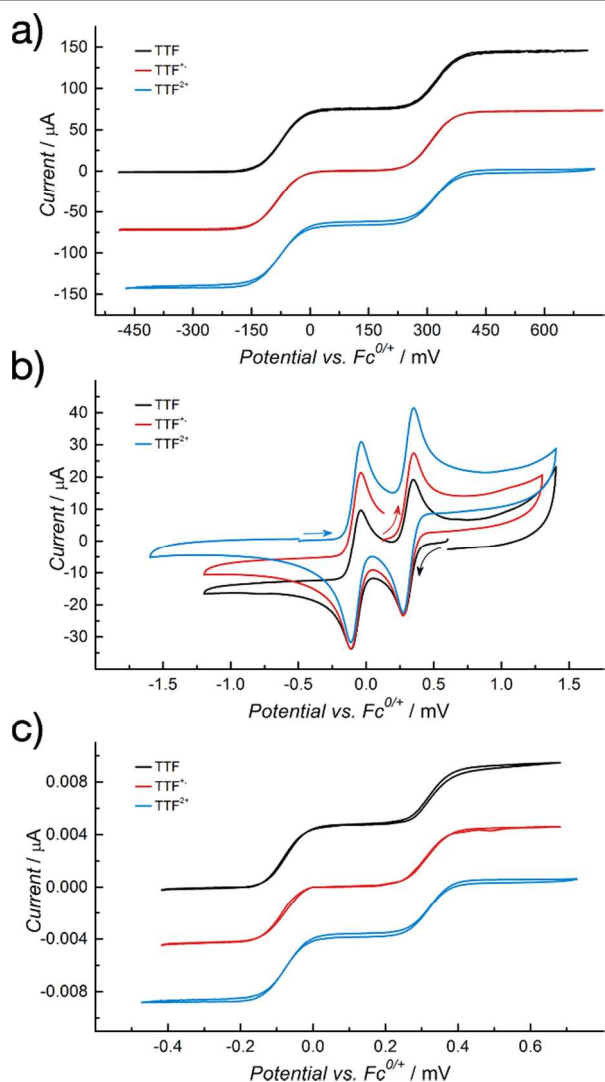 a)
150
100
50
0
-50
-100
-150
Current / μA
TTF
TTF+·
TTF2+
-450 -300 -150 0 150 300 450 600
Potential vs. Fc0/+ / mV
b)
40
30
20
10
0
-10
-20
-30
Current / μA
TTF
TTF+·
TTF2+
-1.5 -1.0 -0.5 0.0 0.5 1.0 1.5
Potential vs. Fc0/+ / mV
c)
0.008
0.004
0.000
-0.004
-0.008
Current / μA
TTF
TTF+·
TTF2+
-0.4 -0.2 0.0 0.2 0.4 0.6
Potential vs. Fc0/+ / mV